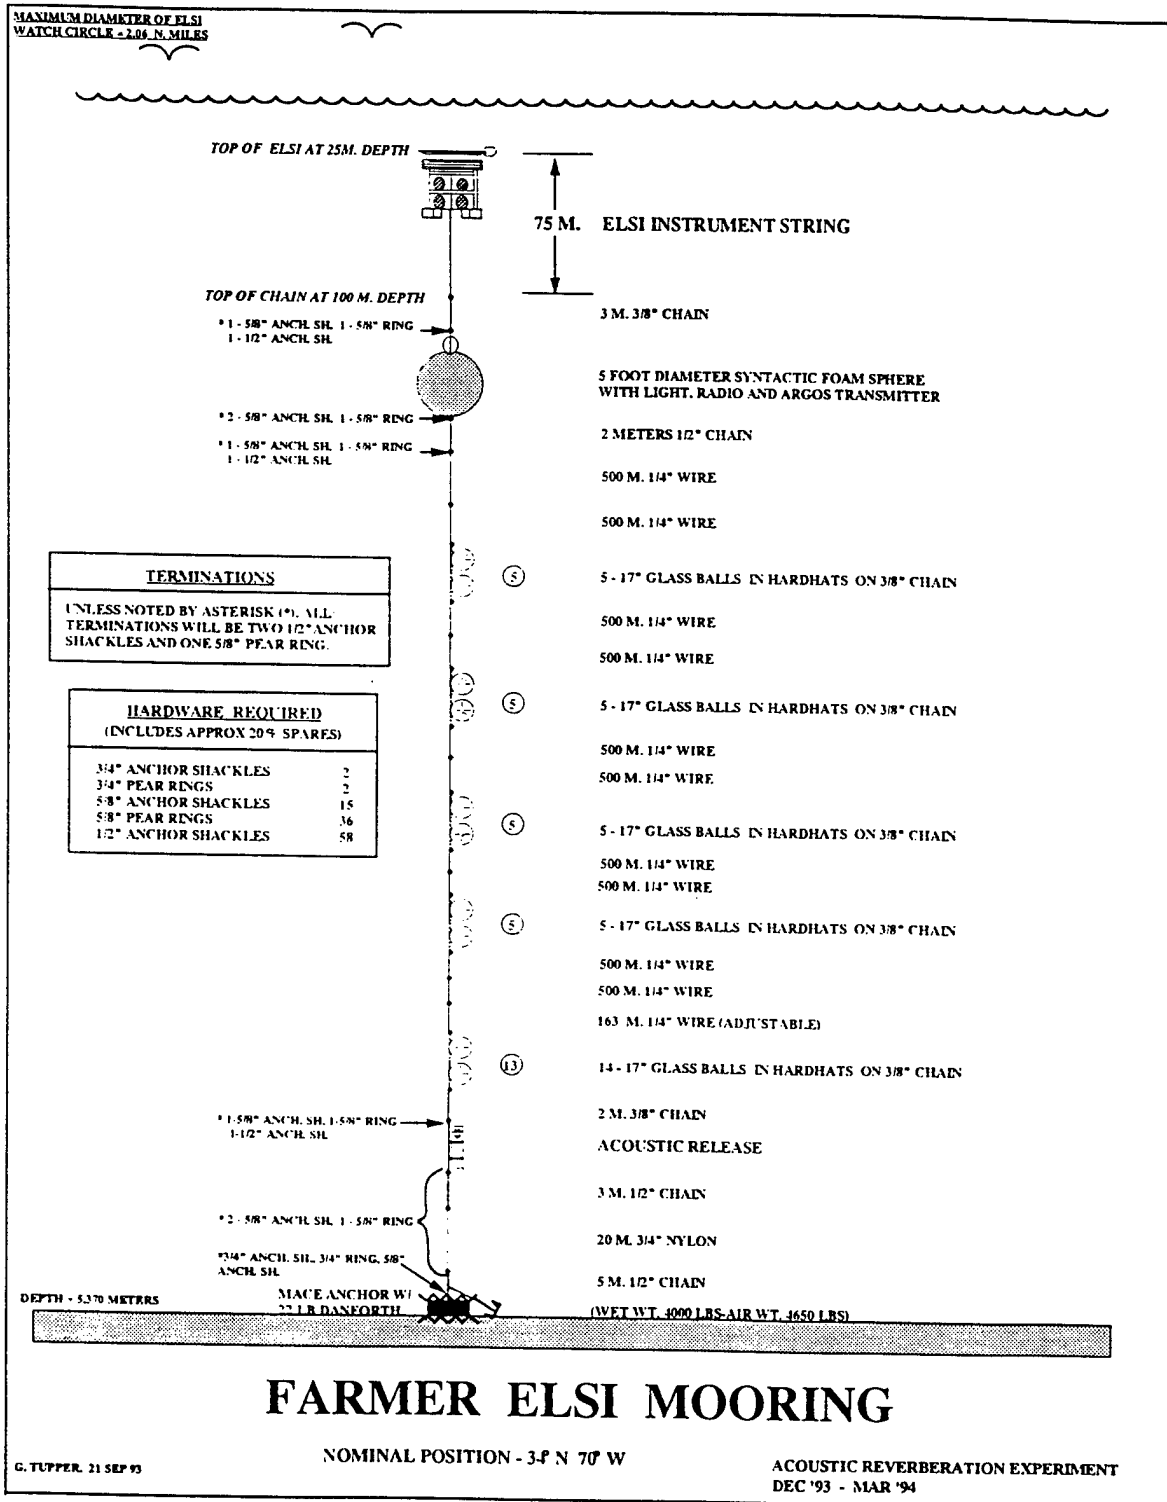 MAXIMUM DIAMETER OF ELSI
WATCH CIRCLE - 2.06 N. MILES
TOP OF ELSI AT 25M. DEPTH
75 M. ELSI INSTRUMENT STRING
TOP OF CHAIN AT 100 M. DEPTH
3 M. 3/8" CHAIN
* 1 - 5/8" ANCH. SH. 1 - 5/8" RING
1 - 1/2" ANCH. SH.
5 FOOT DIAMETER SYNTACTIC FOAM SPHERE
WITH LIGHT, RADIO AND ARGOS TRANSMITTER
* 2 - 5/8" ANCH. SH. 1 - 5/8" RING
2 METERS 1/2" CHAIN
* 1 - 5/8" ANCH. SH. 1 - 5/8" RING
1 - 1/2" ANCH. SH.
500 M. 1/4" WIRE
500 M. 1/4" WIRE
5 5 - 17" GLASS BALLS IN HARDHATS ON 3/8" CHAIN
TERMINATIONS
UNLESS NOTED BY ASTERISK (*), ALL
TERMINATIONS WILL BE TWO 1/2" ANCHOR
SHACKLES AND ONE 5/8" PEAR RING.
500 M. 1/4" WIRE
500 M. 1/4" WIRE
5 5 - 17" GLASS BALLS IN HARDHATS ON 3/8" CHAIN
HARDWARE REQUIRED
(INCLUDES APPROX 20% SPARES)
3/4" ANCHOR SHACKLES 2
3/4" PEAR RINGS 2
5/8" ANCHOR SHACKLES 15
5/8" PEAR RINGS 36
1/2" ANCHOR SHACKLES 58
500 M. 1/4" WIRE
500 M. 1/4" WIRE
5 5 - 17" GLASS BALLS IN HARDHATS ON 3/8" CHAIN
500 M. 1/4" WIRE
500 M. 1/4" WIRE
5 5 - 17" GLASS BALLS IN HARDHATS ON 3/8" CHAIN
500 M. 1/4" WIRE
500 M. 1/4" WIRE
163 M. 1/4" WIRE (ADJUSTABLE)
13 14 - 17" GLASS BALLS IN HARDHATS ON 3/8" CHAIN
* 1-5/8" ANCH. SH. 1-5/8" RING
1-1/2" ANCH. SH.
2 M. 3/8" CHAIN
ACOUSTIC RELEASE
3 M. 1/2" CHAIN
* 2 - 5/8" ANCH. SH. 1 - 5/8" RING
20 M. 3/4" NYLON
*3/4" ANCH. SH., 3/4" RING, 5/8"
ANCH. SH.
5 M. 1/2" CHAIN
DEPTH - 5,370 METERS
MACE ANCHOR W/
22 LB DANFORTH
(WET WT. 4000 LBS-AIR WT. 4650 LBS)
FARMER ELSI MOORING
NOMINAL POSITION - N 70° W
G. TUPPER. 21 SEP 93
ACOUSTIC REVERBERATION EXPERIMENT
DEC '93 - MAR '94